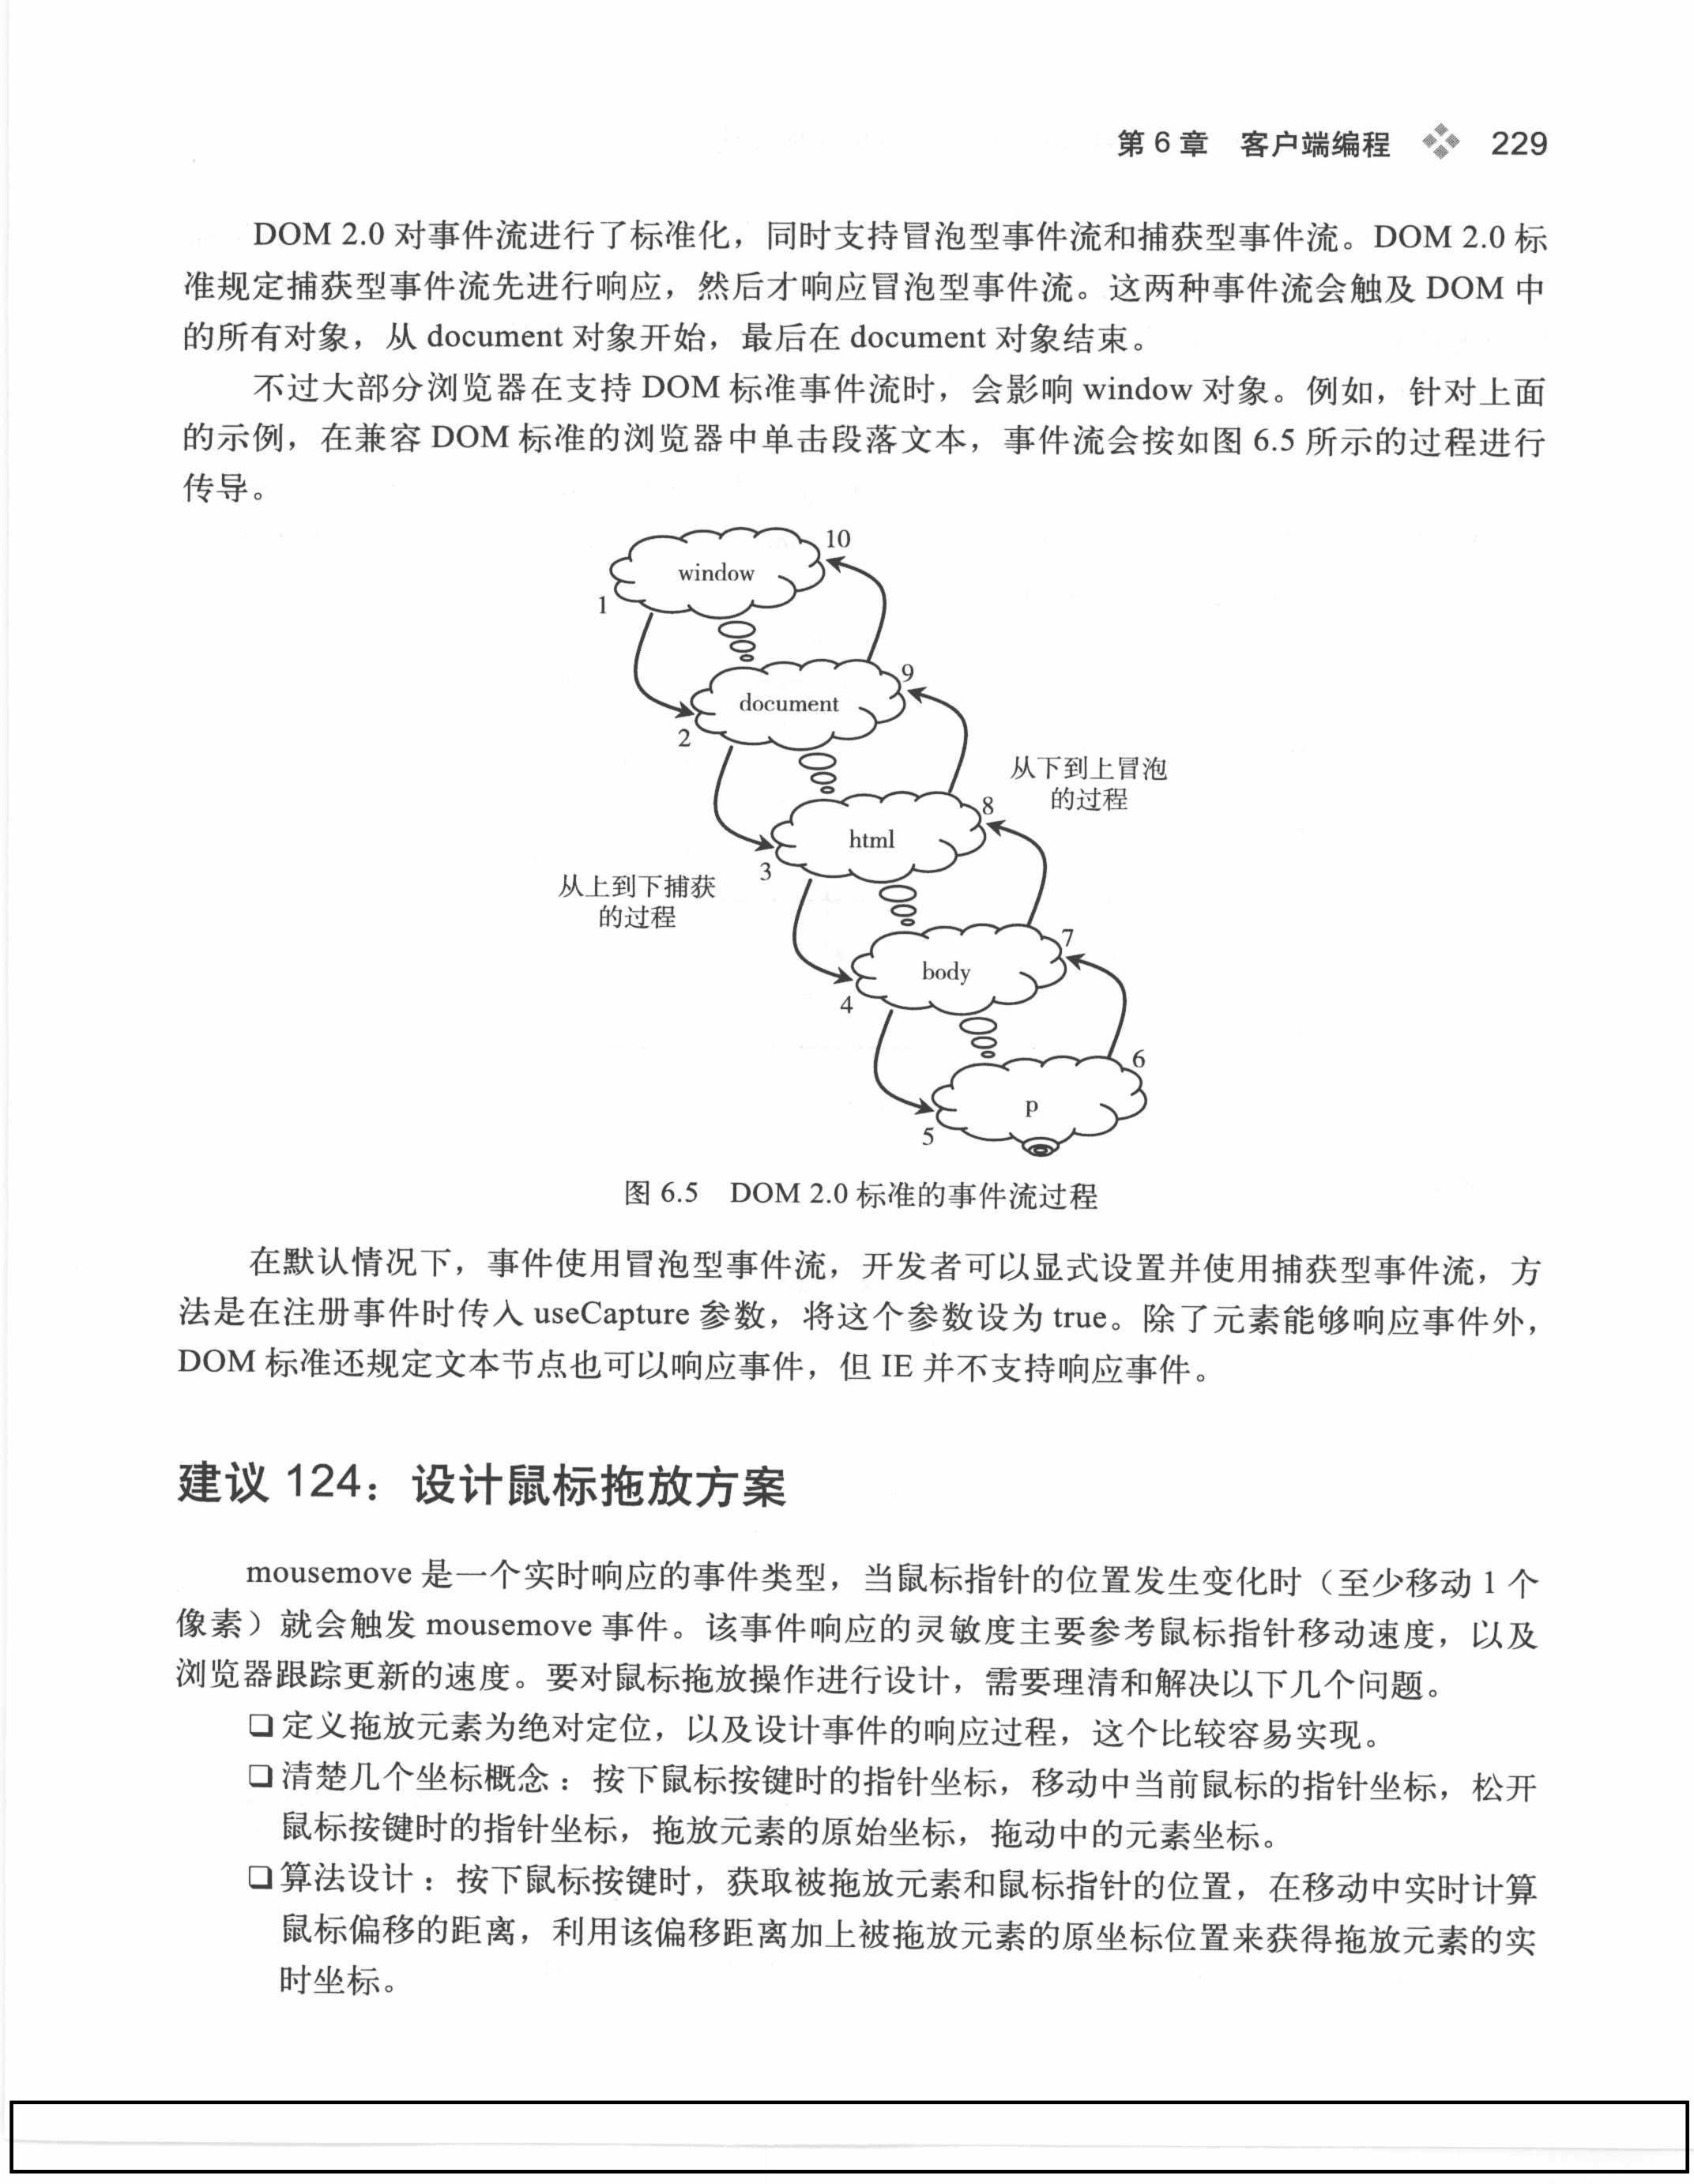 第 6 章 客户端编程 229
DOM 2.0 对事件流进行了标准化，同时支持冒泡型事件流和捕获型事件流。DOM 2.0 标
准规定捕获型事件流先进行响应，然后才响应冒泡型事件流。这两种事件流会触及 DOM 中
的所有对象，从 document 对象开始，最后在 document 对象结束。
不过大部分浏览器在支持 DOM 标准事件流时，会影响 window 对象。例如，针对上面
的示例，在兼容 DOM 标准的浏览器中单击段落文本，事件流会按如图 6.5 所示的过程进行
传导。
10
window
1
9
document
2
从下到上冒泡
的过程
8
html
3
从上到下捕获
的过程
7
body
4
6
p
5
图 6.5 DOM 2.0 标准的事件流过程
在默认情况下，事件使用冒泡型事件流，开发者可以显式设置并使用捕获型事件流，方
法是在注册事件时传入 useCapture 参数，将这个参数设为 true。除了元素能够响应事件外，
DOM 标准还规定文本节点也可以响应事件，但 IE 并不支持响应事件。
建议 124：设计鼠标拖放方案
mousemove 是一个实时响应的事件类型，当鼠标指针的位置发生变化时（至少移动 1 个
像素）就会触发 mousemove 事件。该事件响应的灵敏度主要参考鼠标指针移动速度，以及
浏览器跟踪更新的速度。要对鼠标拖放操作进行设计，需要理清和解决以下几个问题。
❑ 定义拖放元素为绝对定位，以及设计事件的响应过程，这个比较容易实现。
❑ 清楚几个坐标概念：按下鼠标按键时的指针坐标，移动中当前鼠标的指针坐标，松开
鼠标按键时的指针坐标，拖放元素的原始坐标，拖动中的元素坐标。
❑ 算法设计：按下鼠标按键时，获取被拖放元素和鼠标指针的位置，在移动中实时计算
鼠标偏移的距离，利用该偏移距离加上被拖放元素的原坐标位置来获得拖放元素的实
时坐标。